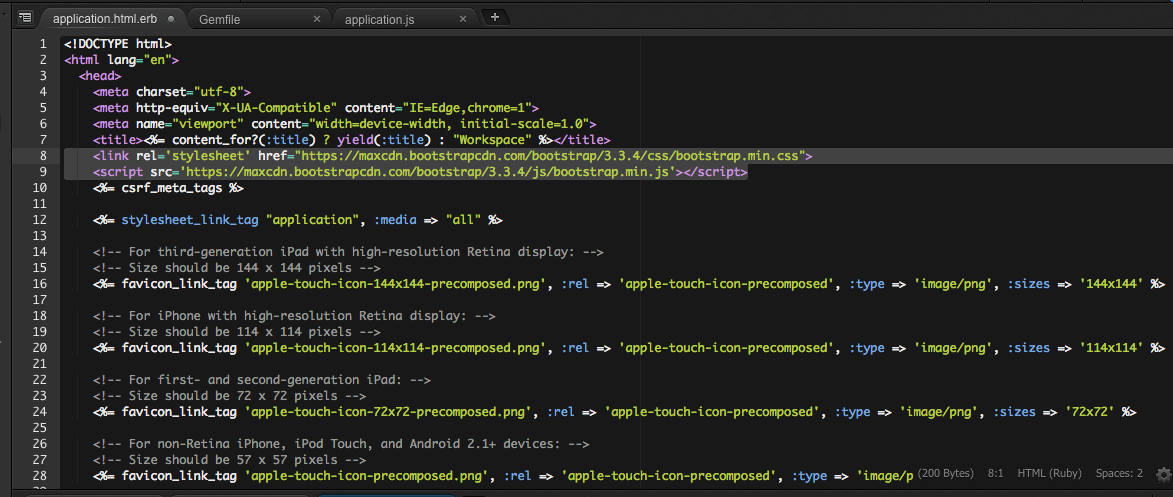 application.html.erb
Gemfile
application.js
1 <!DOCTYPE html>
2 <html lang="en">
3 <head>
4 <meta charset="utf-8">
5 <meta http-equiv="X-UA-Compatible" content="IE=Edge,chrome=1">
6 <meta name="viewport" content="width=device-width, initial-scale=1.0">
7 <title><%= content_for?(:title) ? yield(:title) : "Workspace" %></title>
8 <link rel='stylesheet' href="https://maxcdn.bootstrapcdn.com/bootstrap/3.3.4/css/bootstrap.min.css">
9 <script src='https://maxcdn.bootstrapcdn.com/bootstrap/3.3.4/js/bootstrap.min.js'></script>
10 <%= csrf_meta_tags %>
11
12 <%= stylesheet_link_tag "application", :media => "all" %>
13
14 <!-- For third-generation iPad with high-resolution Retina display: -->
15 <!-- Size should be 144 x 144 pixels -->
16 <%= favicon_link_tag 'apple-touch-icon-144x144-precomposed.png', :rel => 'apple-touch-icon-precomposed', :type => 'image/png', :sizes => '144x144' %>
17
18 <!-- For iPhone with high-resolution Retina display: -->
19 <!-- Size should be 114 x 114 pixels -->
20 <%= favicon_link_tag 'apple-touch-icon-114x114-precomposed.png', :rel => 'apple-touch-icon-precomposed', :type => 'image/png', :sizes => '114x114' %>
21
22 <!-- For first- and second-generation iPad: -->
23 <!-- Size should be 72 x 72 pixels -->
24 <%= favicon_link_tag 'apple-touch-icon-72x72-precomposed.png', :rel => 'apple-touch-icon-precomposed', :type => 'image/png', :sizes => '72x72' %>
25
26 <!-- For non-Retina iPhone, iPod Touch, and Android 2.1+ devices: -->
27 <!-- Size should be 57 x 57 pixels -->
28 <%= favicon_link_tag 'apple-touch-icon-precomposed.png', :rel => 'apple-touch-icon-precomposed', :type => 'image/p
(200 Bytes) 8:1 HTML (Ruby) Spaces: 2